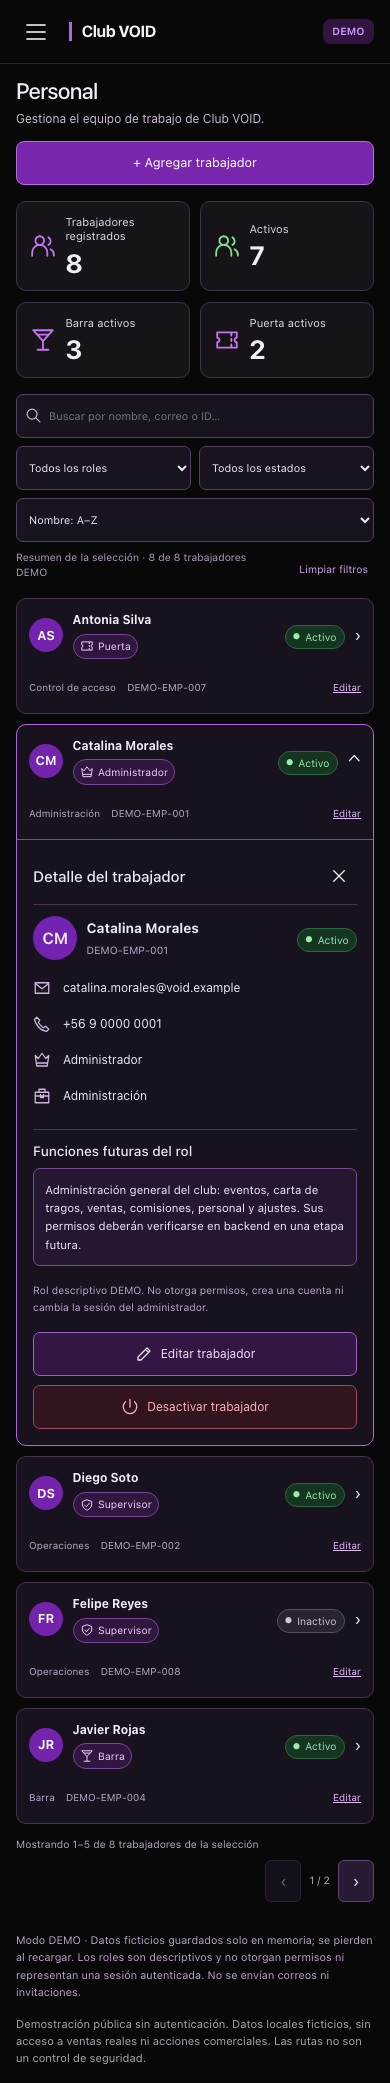 Club VOID
DEMO
Personal
Gestiona el equipo de trabajo de Club VOID.
+ Agregar trabajador
Trabajadores
registrados
8
Activos
7
Barra activos
3
Puerta activos
2
Buscar por nombre, correo o ID...
Todos los roles
Todos los estados
Nombre: A–Z
Resumen de la selección · 8 de 8 trabajadores
DEMO
Limpiar filtros
AS
Antonia Silva
Puerta
Activo
Control de acceso DEMO-EMP-007
Editar
CM
Catalina Morales
Administrador
Activo
Administración DEMO-EMP-001
Editar
Detalle del trabajador
CM
Catalina Morales
DEMO-EMP-001
Activo
catalina.morales@void.example
+56 9 0000 0001
Administrador
Administración
Funciones futuras del rol
Administración general del club: eventos, carta de
tragos, ventas, comisiones, personal y ajustes. Sus
permisos deberán verificarse en backend en una etapa
futura.
Rol descriptivo DEMO. No otorga permisos, crea una cuenta ni
cambia la sesión del administrador.
Editar trabajador
Desactivar trabajador
DS
Diego Soto
Supervisor
Activo
Operaciones DEMO-EMP-002
Editar
FR
Felipe Reyes
Supervisor
Inactivo
Operaciones DEMO-EMP-008
Editar
JR
Javier Rojas
Barra
Activo
Barra DEMO-EMP-004
Editar
Mostrando 1–5 de 8 trabajadores de la selección
‹ 1 / 2 ›
Modo DEMO · Datos ficticios guardados solo en memoria; se pierden
al recargar. Los roles son descriptivos y no otorgan permisos ni
representan una sesión autenticada. No se envían correos ni
invitaciones.
Demostración pública sin autenticación. Datos locales ficticios, sin
acceso a ventas reales ni acciones comerciales. Las rutas no son
un control de seguridad.